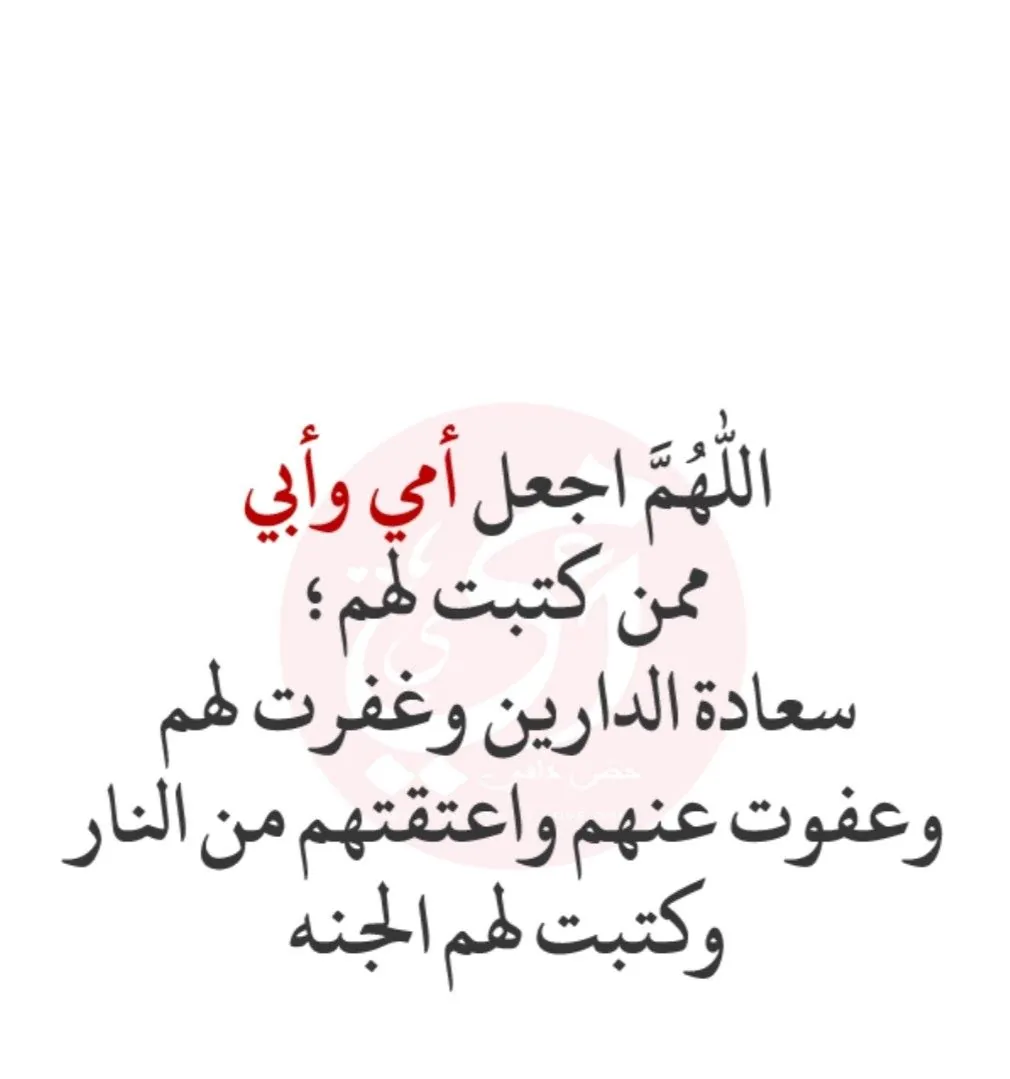 اللّٰهُمَّ اجعل أمي وأبي
ممن كتبت لهم ؛
سعادة الدارين وغفرت لهم
وعفوت عنهم واعتقتهم من النار
وكتبت لهم الجنه